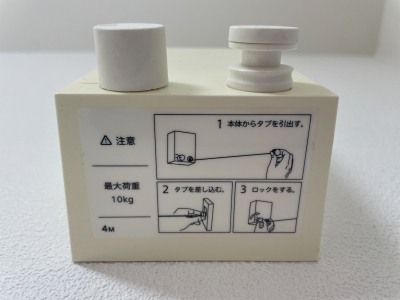 ⚠ 注意
最大荷重
10kg
4M
1 本体からタブを引出す。
2 タブを差し込む。
3 ロックをする。